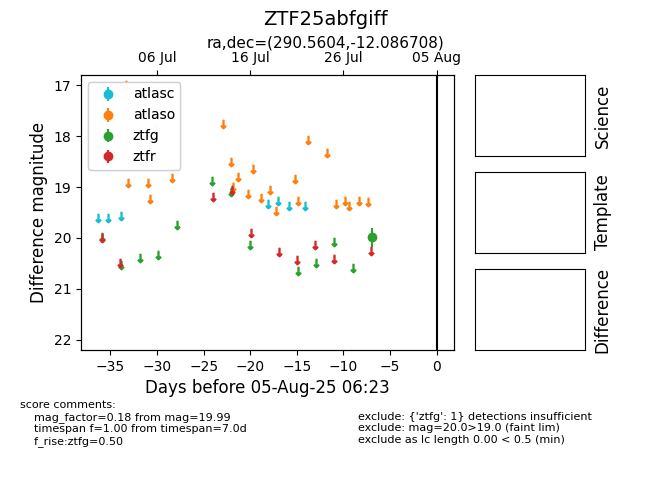 ZTF25abfgiff
ra,dec=(290.5604,-12.086708)
06 Jul 16 Jul 26 Jul 05 Aug
17
18
19
20
21
22
Difference magnitude
atlasc
atlaso
ztfg
ztfr
−35 −30 −25 −20 −15 −10 −5 0
Days before 05-Aug-25 06:23
Science
Template
Difference
score comments:
mag_factor=0.18 from mag=19.99
timespan f=1.00 from timespan=7.0d
f_rise:ztfg=0.50
exclude: {'ztfg': 1} detections insufficient
exclude: mag=20.0>19.0 (faint lim)
exclude as lc length 0.00 < 0.5 (min)